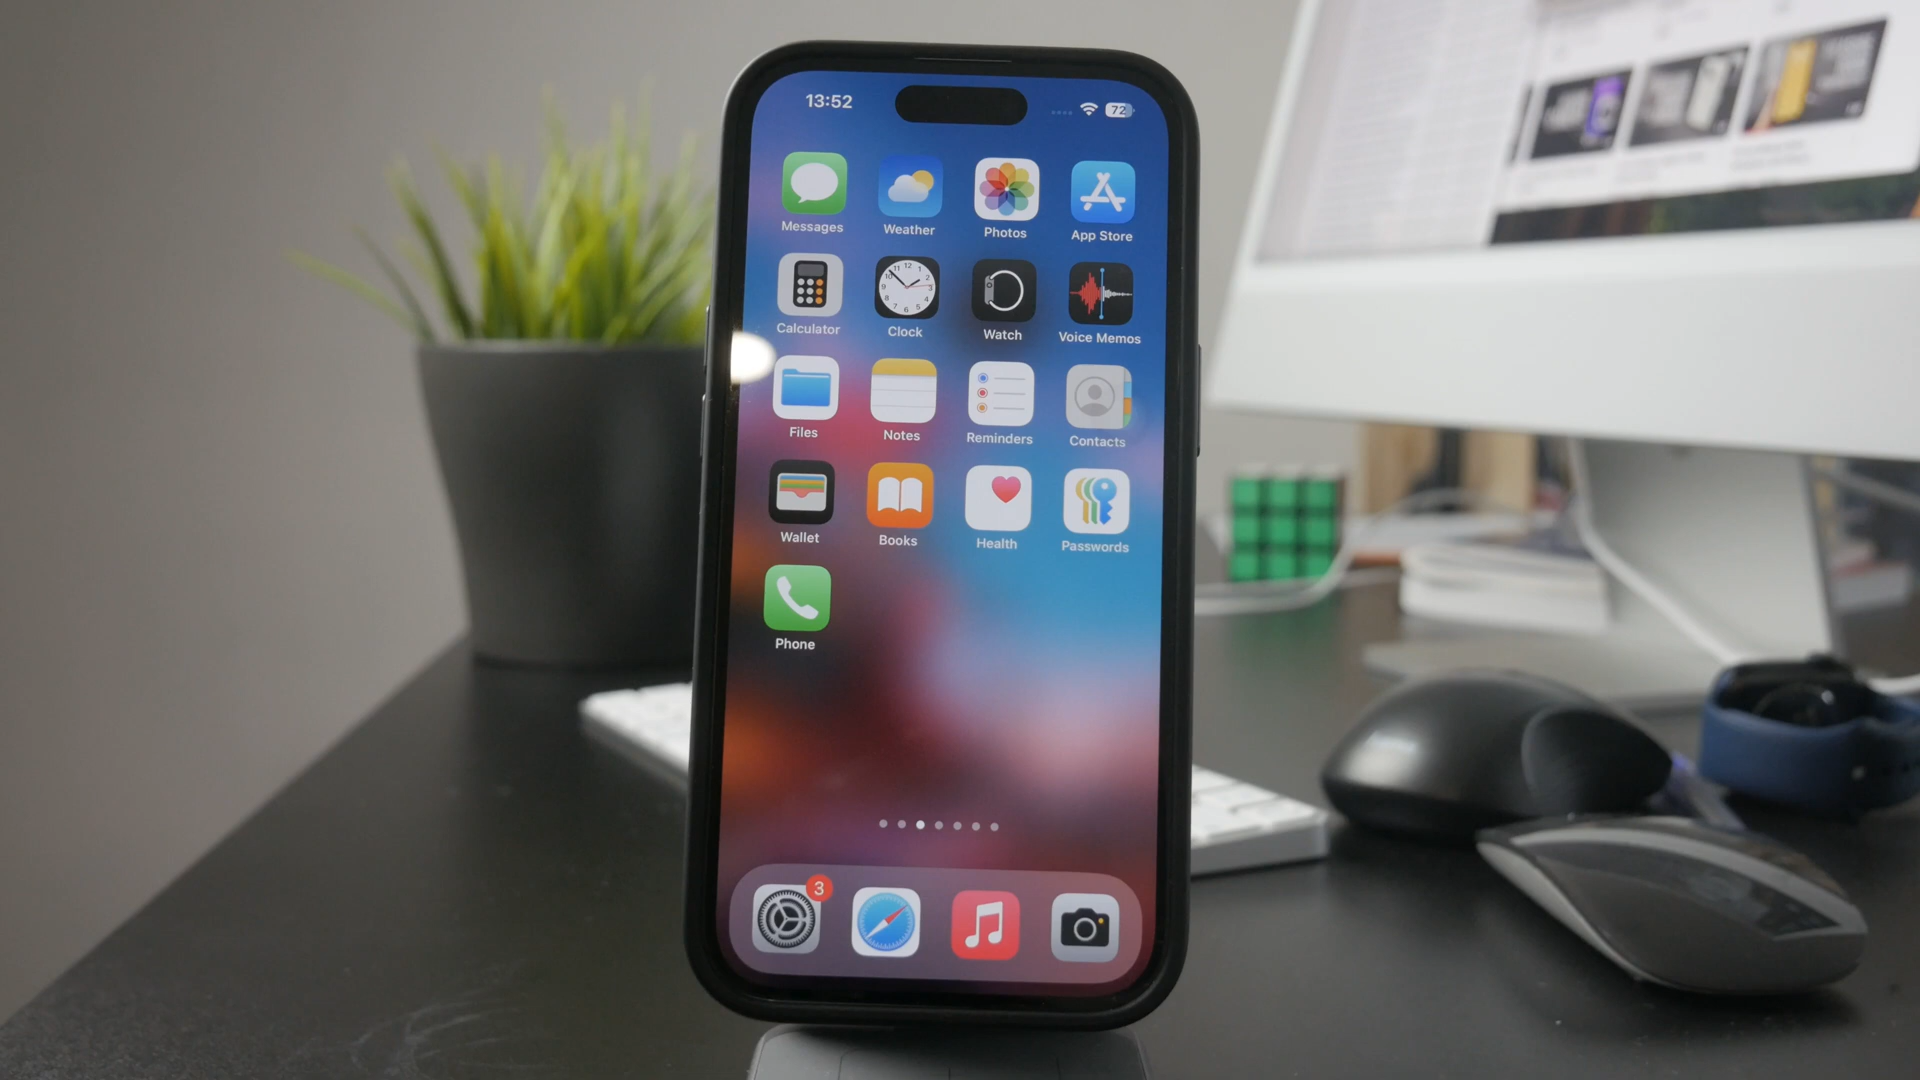 13:52 72
Messages Weather Photos App Store
Calculator Clock Watch Voice Memos
Files Notes Reminders Contacts
Wallet Books Health Passwords
Phone
3